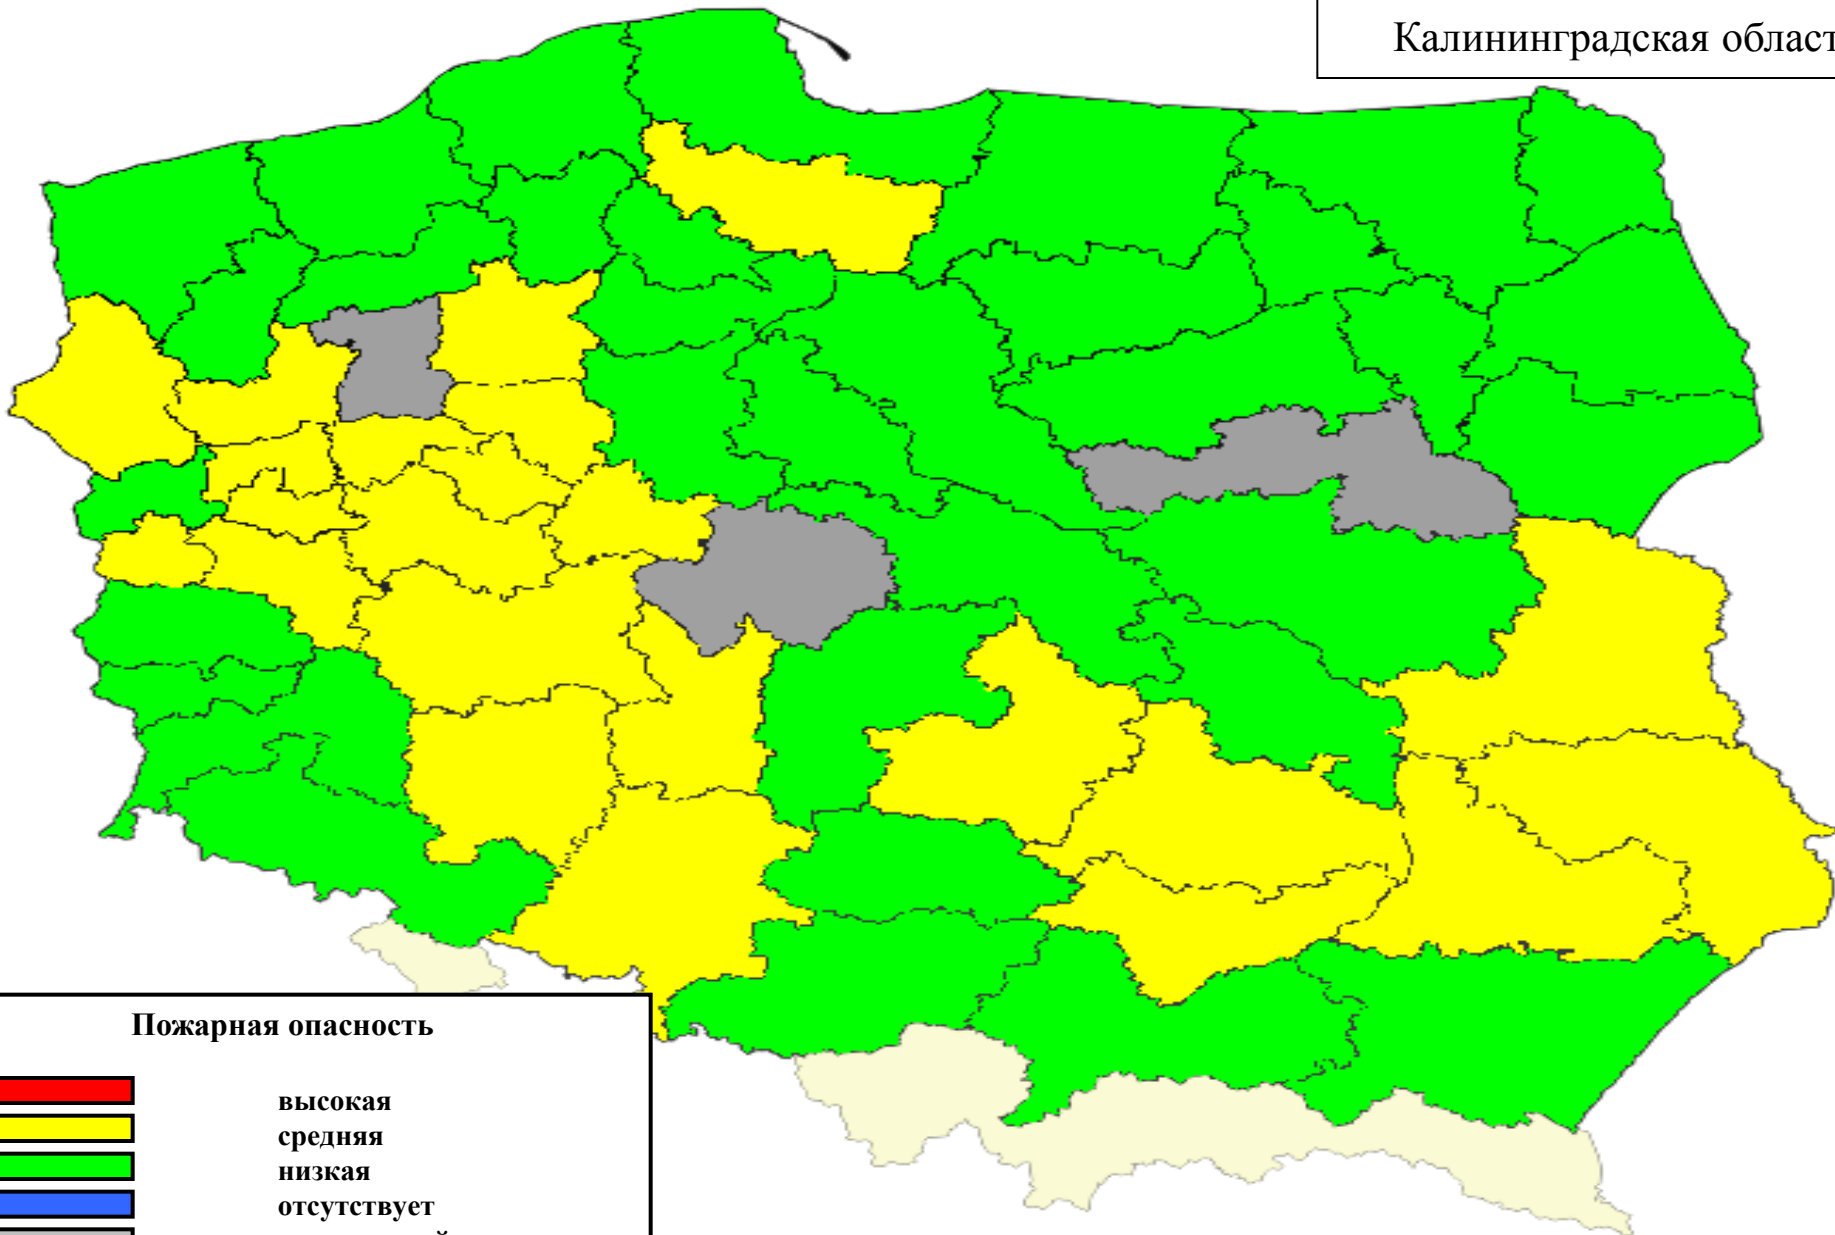 Калининградская област
Пожарная опасность
высокая
средняя
низкая
отсутствует